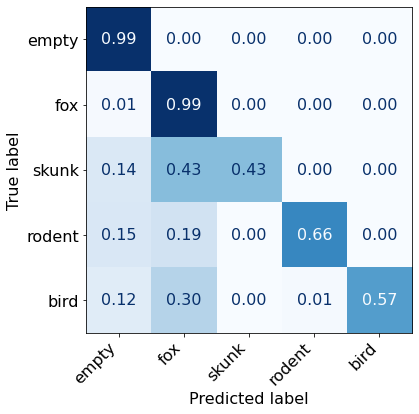 empty 0.99 0.00 0.00 0.00 0.00
fox 0.01 0.99 0.00 0.00 0.00
skunk 0.14 0.43 0.43 0.00 0.00
rodent 0.15 0.19 0.00 0.66 0.00
bird 0.12 0.30 0.00 0.01 0.57
True label
empty fox skunk rodent bird
Predicted label